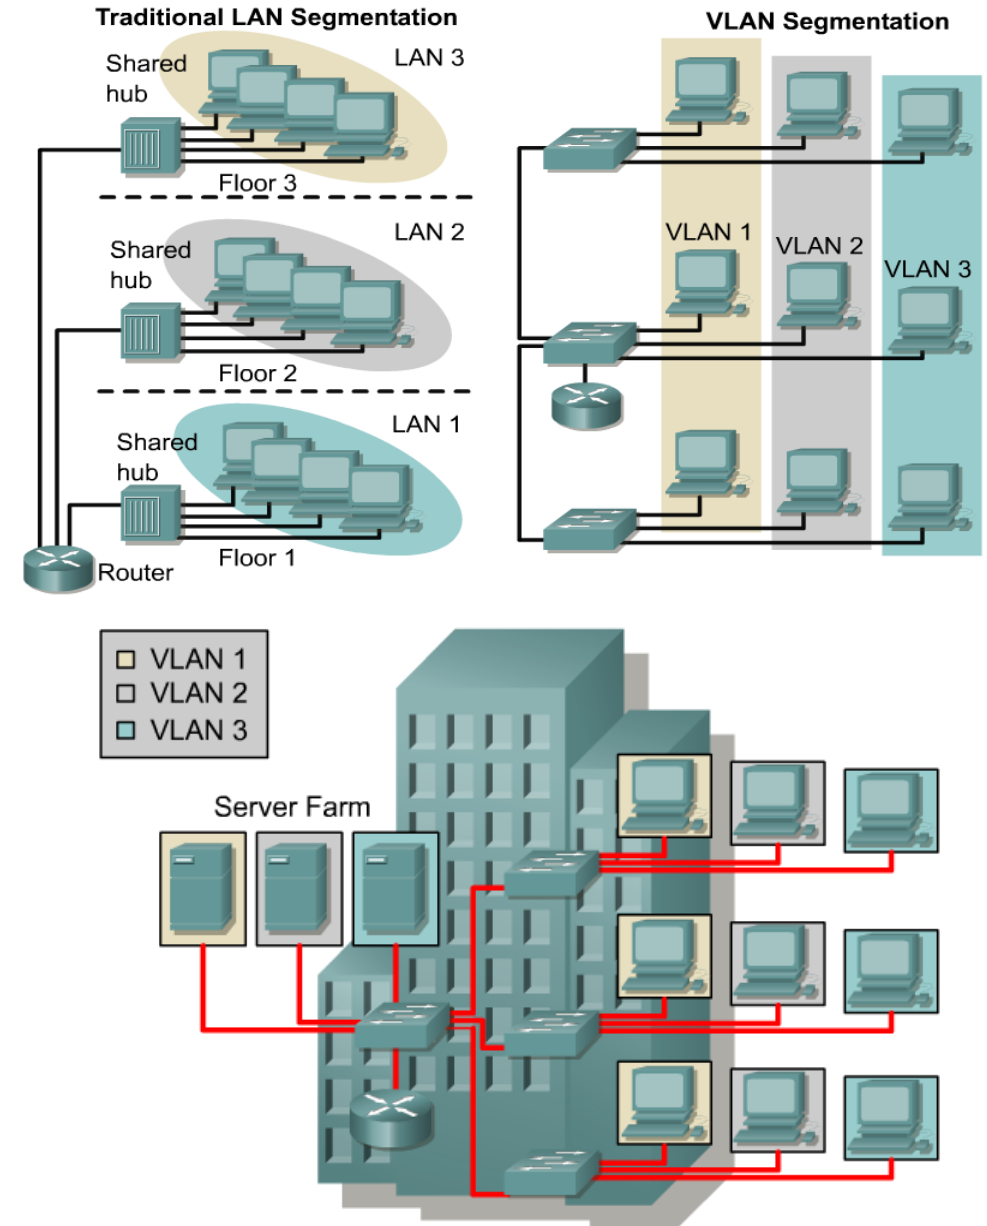 Traditional LAN Segmentation
VLAN Segmentation
LAN 3
Shared
hub
Floor 3
LAN 2
Shared
hub
Floor 2
LAN 1
Shared
hub
Floor 1
Router
VLAN 1
VLAN 2
VLAN 3
VLAN 1
VLAN 2
VLAN 3
Server Farm